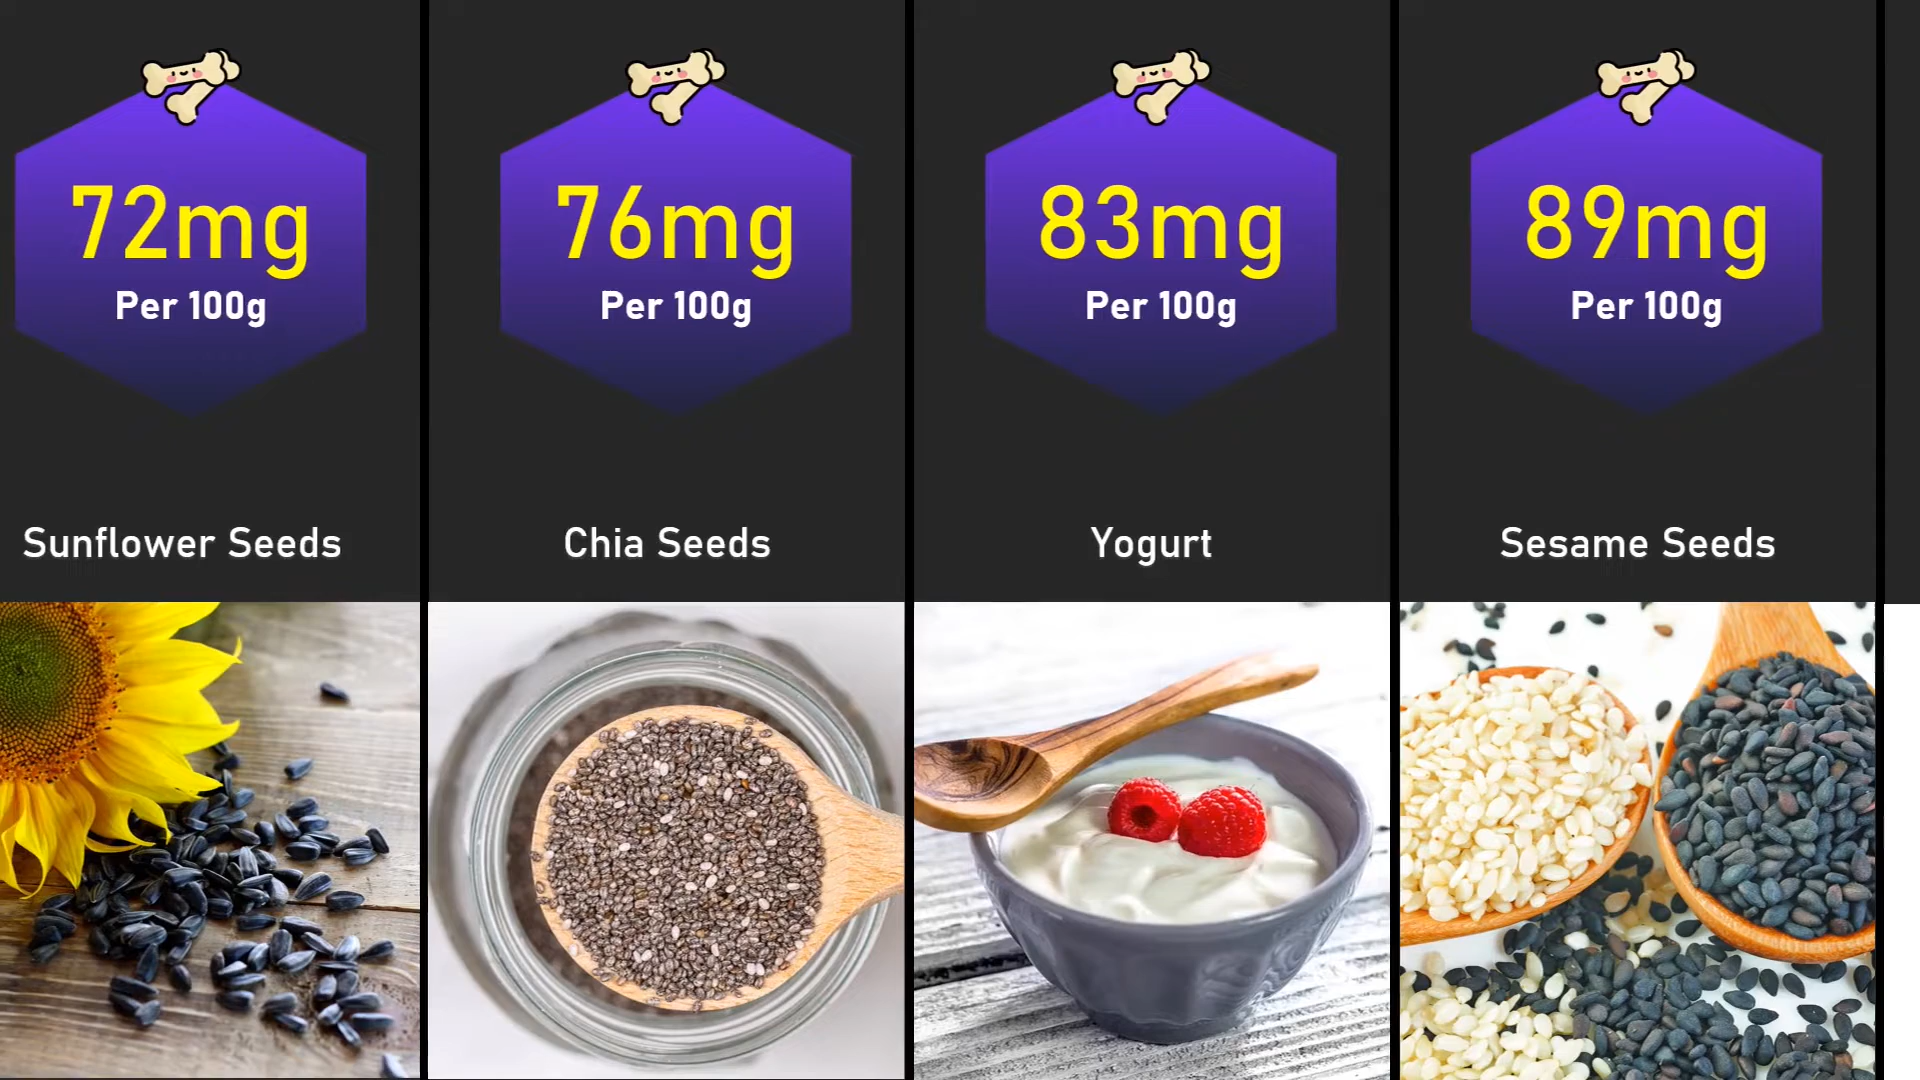 72mg
Per 100g
Sunflower Seeds
76mg
Per 100g
Chia Seeds
83mg
Per 100g
Yogurt
89mg
Per 100g
Sesame Seeds